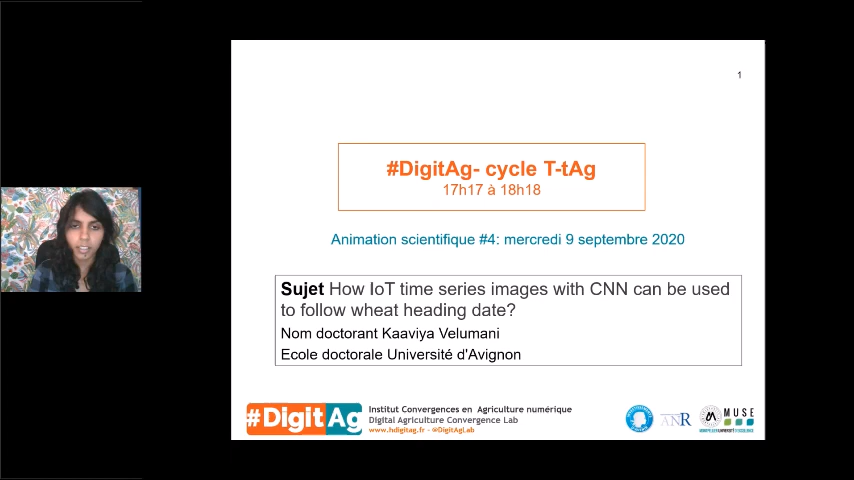 1
#DigitAg- cycle T-tAg
17h17 à 18h18
Animation scientifique #4: mercredi 9 septembre 2020
Sujet How IoT time series images with CNN can be used
to follow wheat heading date?
Nom doctorant Kaaviya Velumani
Ecole doctorale Université d'Avignon
#DigitAg
Institut Convergences en Agriculture numérique
Digital Agriculture Convergence Lab
www.hdigitag.fr - @DigitAgLab
ANR
MUSE